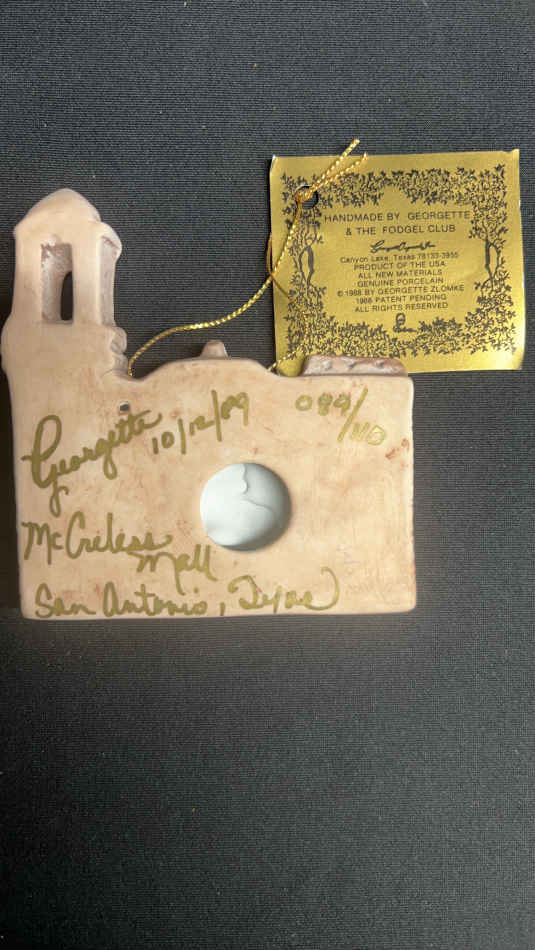 HANDMADE BY GEORGETTE
& THE FODGEL CLUB
Canyon Lake, Texas 78133-3955
PRODUCT OF THE USA
ALL NEW MATERIALS
GENUINE PORCELAIN
© 1988 BY GEORGETTE ZLOMKE
1988 PATENT PENDING
ALL RIGHTS RESERVED
Georgette 10/12/89
089/110
McCreless
Mall
San Antonio, Texas